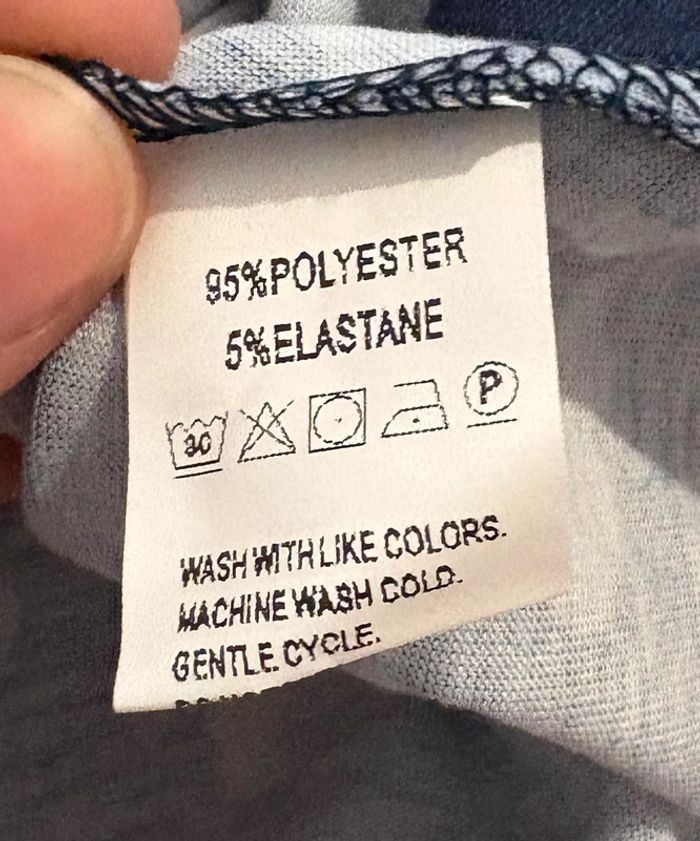 95%POLYESTER
5%ELASTANE
30 P
WASH WITH LIKE COLORS.
MACHINE WASH COLD.
GENTLE CYCLE.